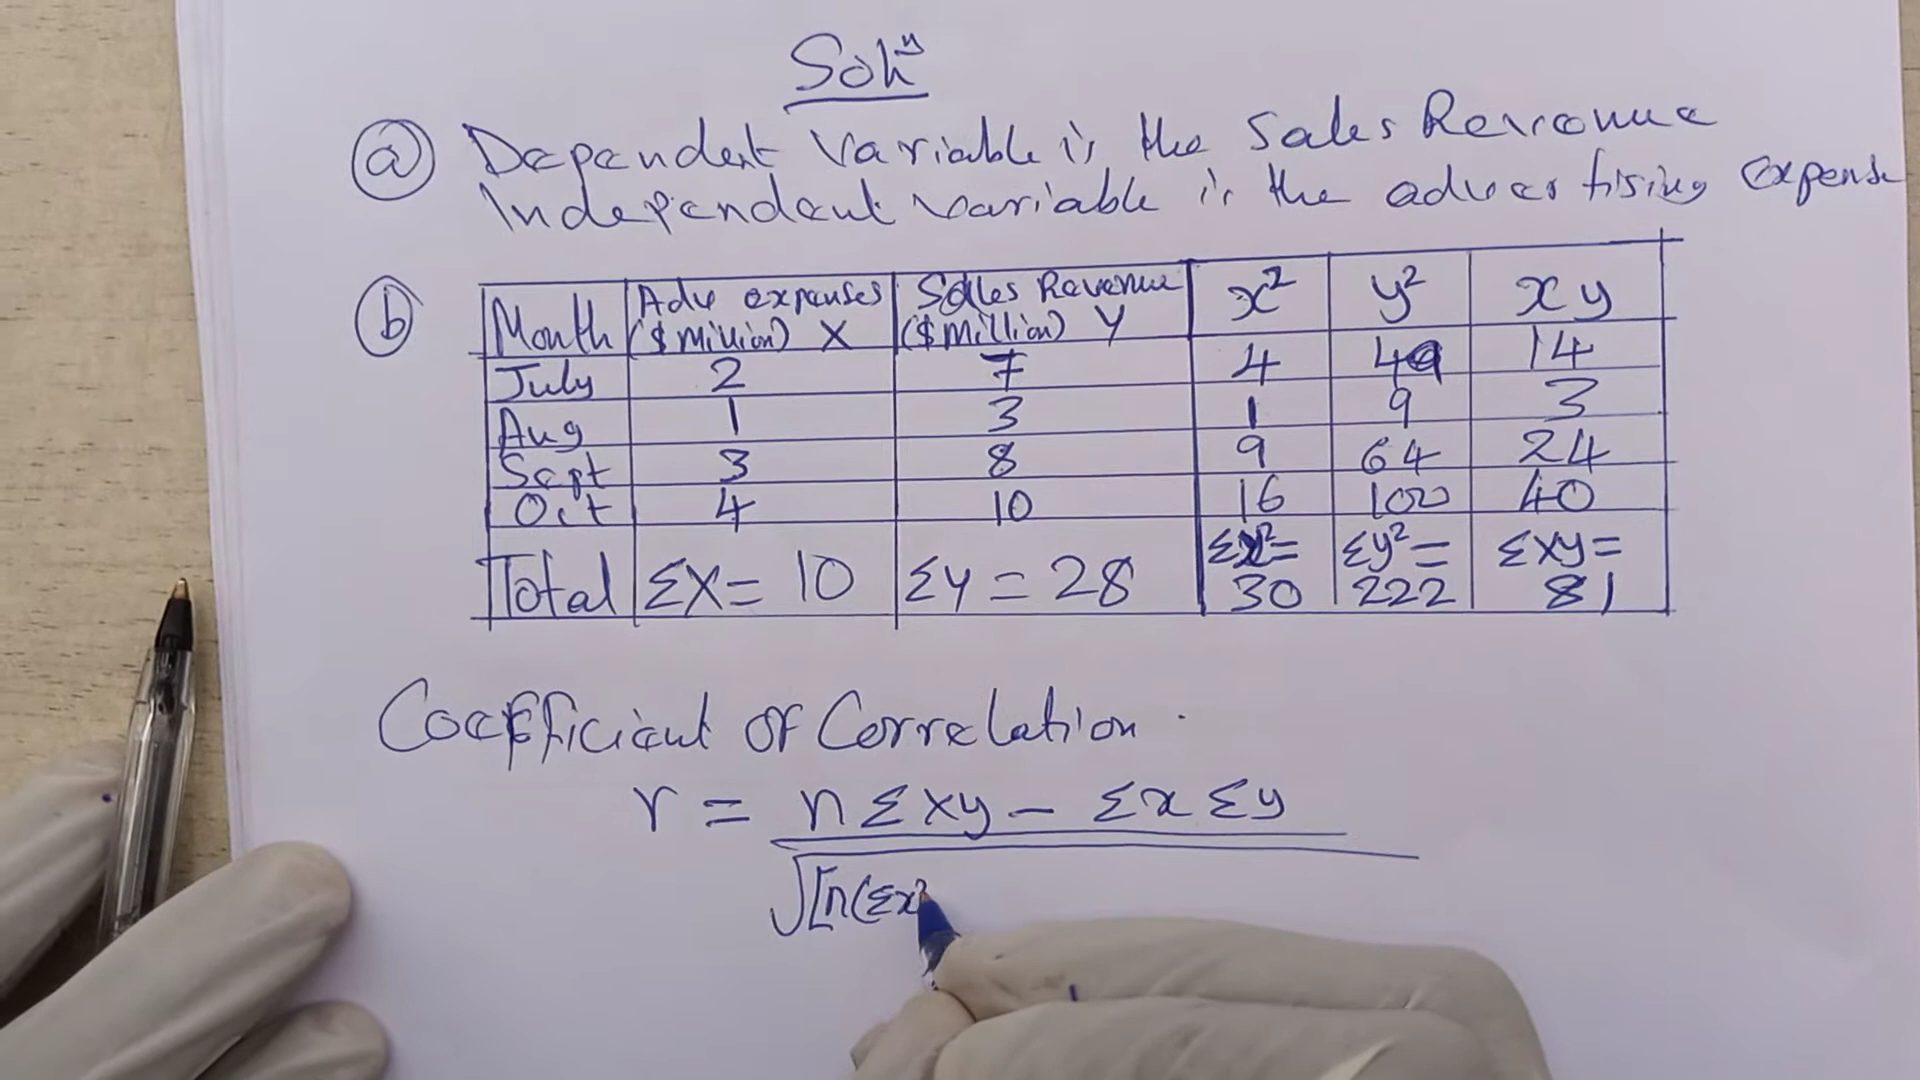 Soln
a Dependent variable is the Sales Revenue
Independent variable is the advertising expense
b
Month | Adv expenses ($ million) X | Sales Revenue ($ million) Y | x² | y² | xy
July | 2 | 7 | 4 | 49 | 14
Aug | 1 | 3 | 1 | 9 | 3
Sept | 3 | 8 | 9 | 64 | 24
Oct | 4 | 10 | 16 | 100 | 40
Total | ΣX = 10 | Σy = 28 | Σx² = 30 | Σy² = 222 | Σxy = 81
Coefficient of Correlation.
r = nΣxy - ΣxΣy
√[n(Σx²